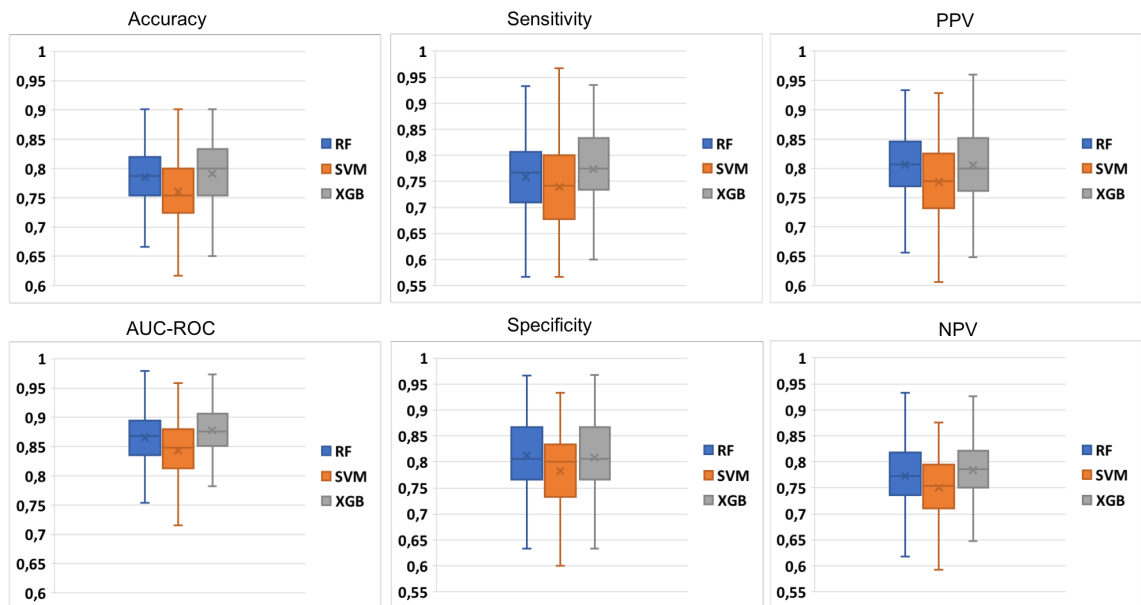 Accuracy
1
0,95
0,9
0,85
0,8
0,75
0,7
0,65
0,6
RF
SVM
XGB
Sensitivity
1
0,95
0,9
0,85
0,8
0,75
0,7
0,65
0,6
0,55
RF
SVM
XGB
PPV
1
0,95
0,9
0,85
0,8
0,75
0,7
0,65
0,6
RF
SVM
XGB
AUC-ROC
1
0,95
0,9
0,85
0,8
0,75
0,7
0,65
0,6
RF
SVM
XGB
Specificity
1
0,95
0,9
0,85
0,8
0,75
0,7
0,65
0,6
0,55
RF
SVM
XGB
NPV
1
0,95
0,9
0,85
0,8
0,75
0,7
0,65
0,6
0,55
RF
SVM
XGB